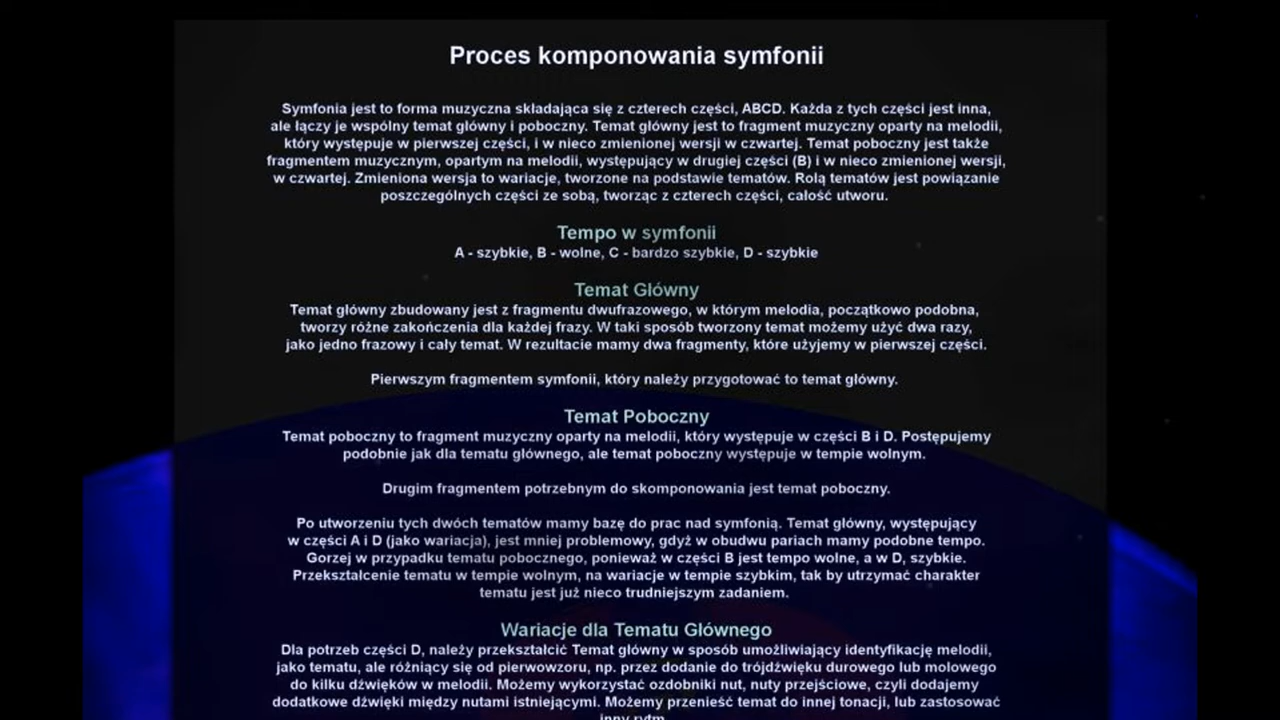 Proces komponowania symfonii
Symfonia jest to forma muzyczna składająca się z czterech części, ABCD. Każda z tych części jest inna,
ale łączy je wspólny temat główny i poboczny. Temat główny jest to fragment muzyczny oparty na melodii,
który występuje w pierwszej części, i w nieco zmienionej wersji w czwartej. Temat poboczny jest także
fragmentem muzycznym, opartym na melodii, występujący w drugiej części (B) i w nieco zmienionej wersji,
w czwartej. Zmieniona wersja to wariacje, tworzone na podstawie tematów. Rolą tematów jest powiązanie
poszczególnych części ze sobą, tworząc z czterech części, całość utworu.
Tempo w symfonii
A - szybkie, B - wolne, C - bardzo szybkie, D - szybkie
Temat Główny
Temat główny zbudowany jest z fragmentu dwufrazowego, w którym melodia, początkowo podobna,
tworzy różne zakończenia dla każdej frazy. W taki sposób tworzony temat możemy użyć dwa razy,
jako jedno frazowy i cały temat. W rezultacie mamy dwa fragmenty, które użyjemy w pierwszej części.
Pierwszym fragmentem symfonii, który należy przygotować to temat główny.
Temat Poboczny
Temat poboczny to fragment muzyczny oparty na melodii, który występuje w części B i D. Postępujemy
podobnie jak dla tematu głównego, ale temat poboczny występuje w tempie wolnym.
Drugim fragmentem potrzebnym do skomponowania jest temat poboczny.
Po utworzeniu tych dwóch tematów mamy bazę do prac nad symfonią. Temat główny, występujący
w części A i D (jako wariacja), jest mniej problemowy, gdyż w obudwu pariach mamy podobne tempo.
Gorzej w przypadku tematu pobocznego, ponieważ w części B jest tempo wolne, a w D, szybkie.
Przekształcenie tematu w tempie wolnym, na wariacje w tempie szybkim, tak by utrzymać charakter
tematu jest już nieco trudniejszym zadaniem.
Wariacje dla Tematu Głównego
Dla potrzeb części D, należy przekształcić Temat główny w sposób umożliwiający identyfikację melodii,
jako tematu, ale różniący się od pierwowzoru, np. przez dodanie do trójdźwięku durowego lub molowego
do kilku dźwięków w melodii. Możemy wykorzystać ozdobniki nut, nuty przejściowe, czyli dodajemy
dodatkowe dźwięki między nutami istniejącymi. Możemy przenieść temat do innej tonacji, lub zastosować
inny rytm.